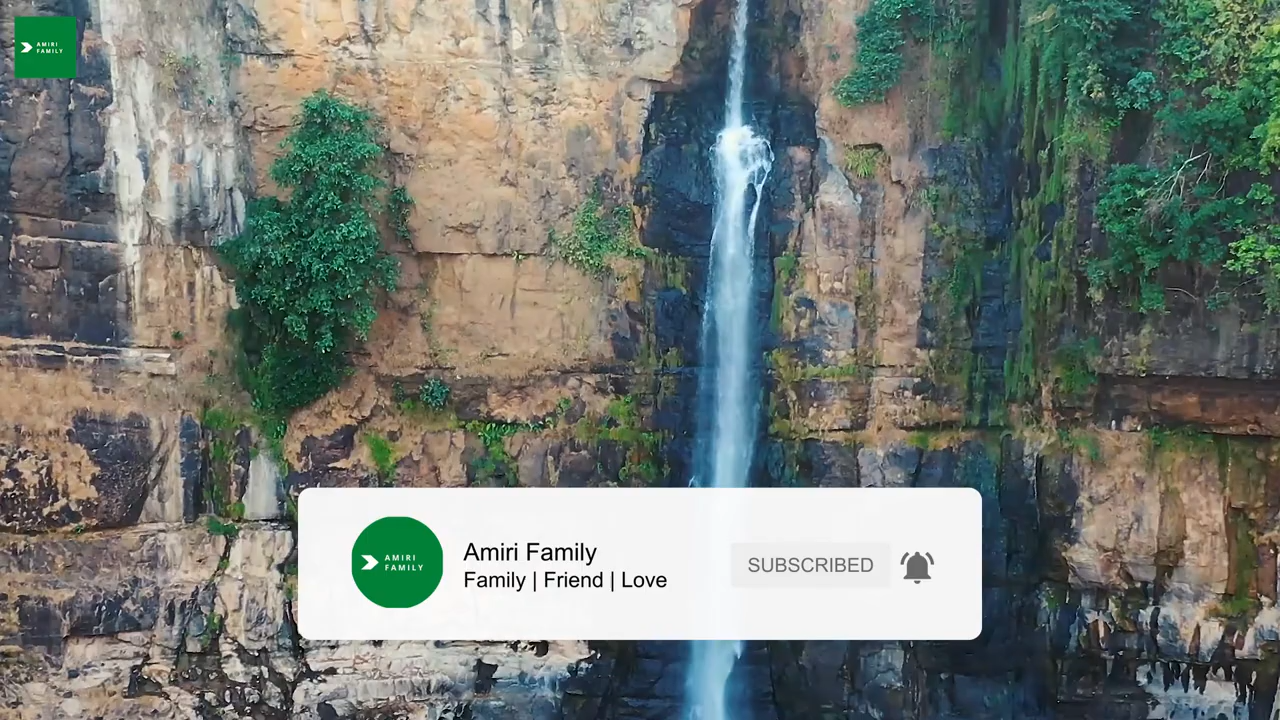 AMIRI
FAMILY
Amiri Family
Family | Friend | Love
SUBSCRIBED
AMIRI
FAMILY